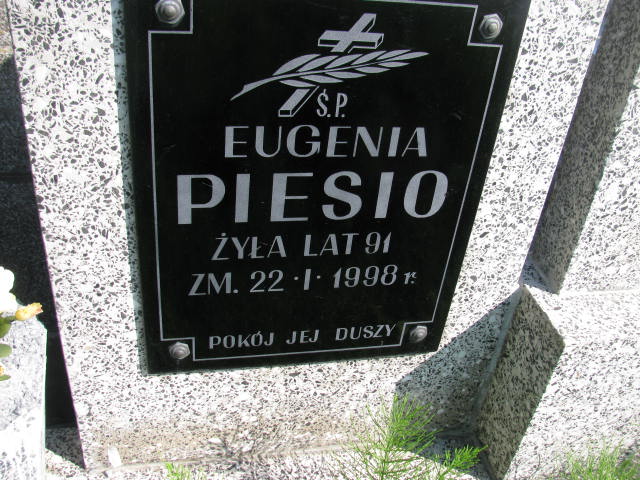 Ś.P.
EUGENIA
PIESIO
ŻYŁA LAT 91
ZM. 22·I·1998 r.
POKÓJ JEJ DUSZY